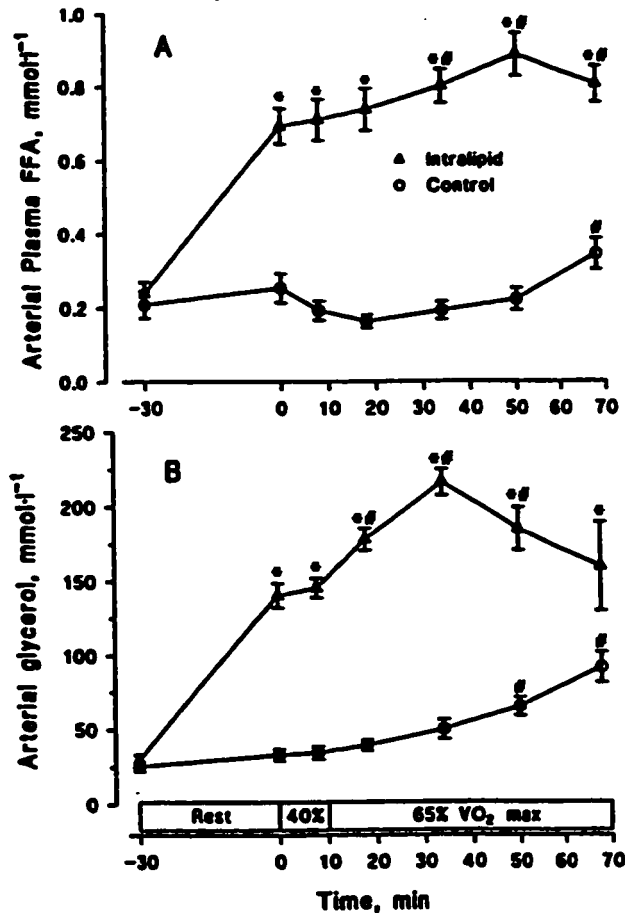 A
Arterial Plasma FFA, mmol·l⁻¹
1.0
0.8
0.6
0.4
0.2
0.0
* * * *# *# *#
Intralipid
Control
#
-30 0 10 20 30 40 50 60 70
B
Arterial glycerol, mmol·l⁻¹
250
200
150
100
50
0
* * *# *# *# *
# #
Rest 40% 65% VO₂ max
-30 0 10 20 30 40 50 60 70
Time, min